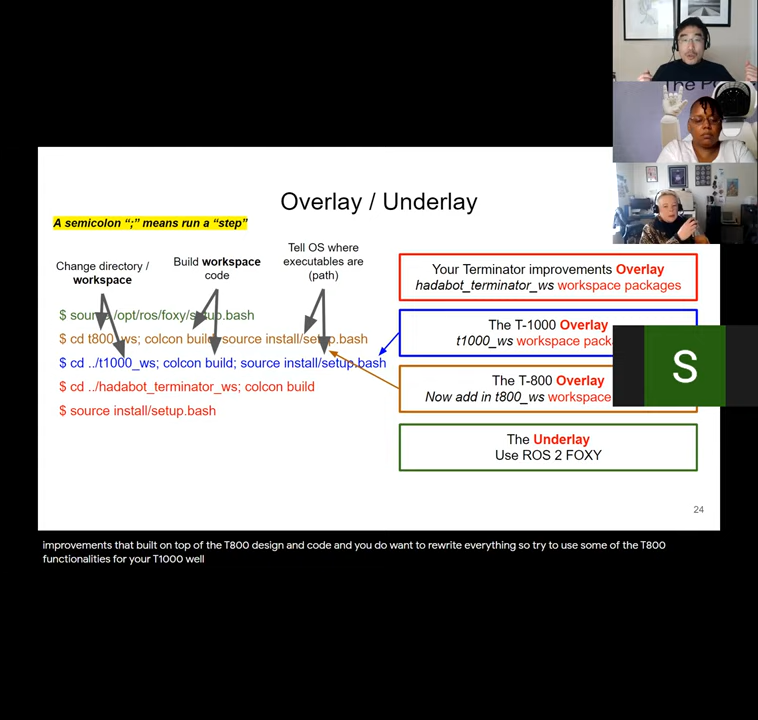 The P
Overlay / Underlay
A semicolon “;” means run a “step”
Change directory /
workspace
Build workspace
code
Tell OS where
executables are
(path)
$ source /opt/ros/foxy/setup.bash
$ cd t800_ws; colcon build; source install/setup.bash
$ cd ../t1000_ws; colcon build; source install/setup.bash
$ cd ../hadabot_terminator_ws; colcon build
$ source install/setup.bash
Your Terminator improvements Overlay
hadabot_terminator_ws workspace packages
The T-1000 Overlay
t1000_ws workspace
The T-800 Overlay
Now add in t800_ws workspace
The Underlay
Use ROS 2 FOXY
S
24
improvements that built on top of the T800 design and code and you do want to rewrite everything so try to use some of the T800
functionalities for your T1000 well